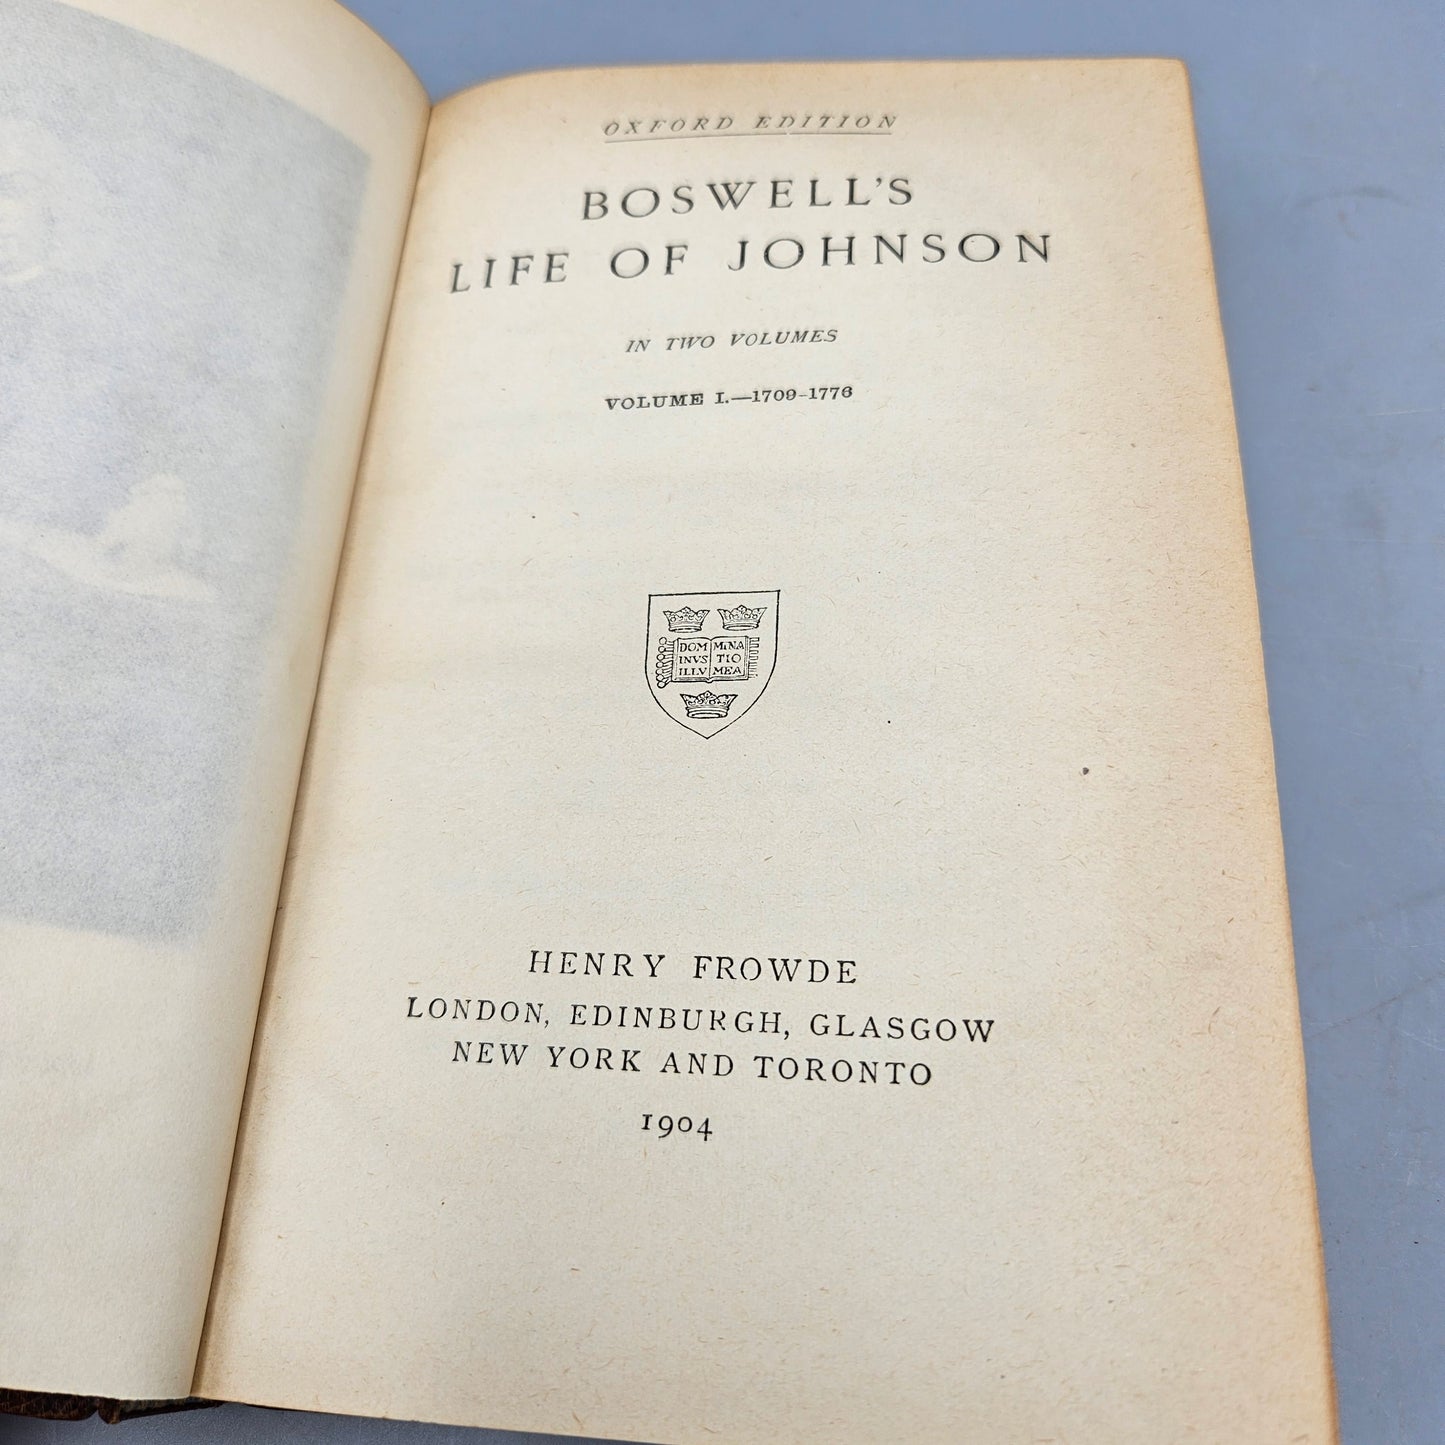 OXFORD EDITION
BOSWELL'S
LIFE OF JOHNSON
IN TWO VOLUMES
VOLUME I.—1709-1776
DOM MINA
INVS TIO
ILLV MEA
HENRY FROWDE
LONDON, EDINBURGH, GLASGOW
NEW YORK AND TORONTO
1904